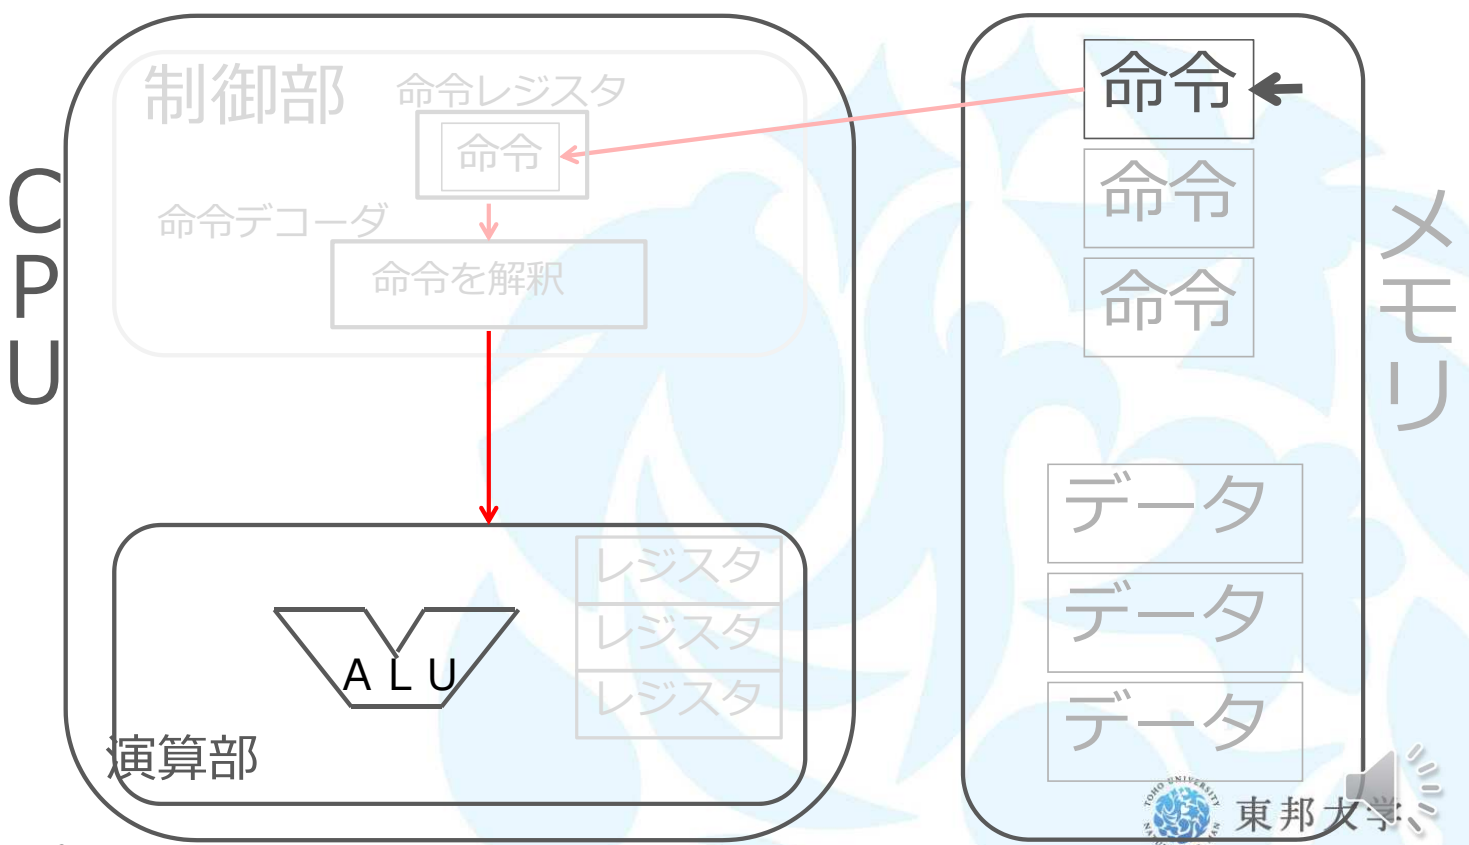 CPU
制御部
命令レジスタ
命令
命令デコーダ
命令を解釈
ALU
レジスタ
レジスタ
レジスタ
演算部
命令
命令
命令
データ
データ
データ
メモリ
東邦大学